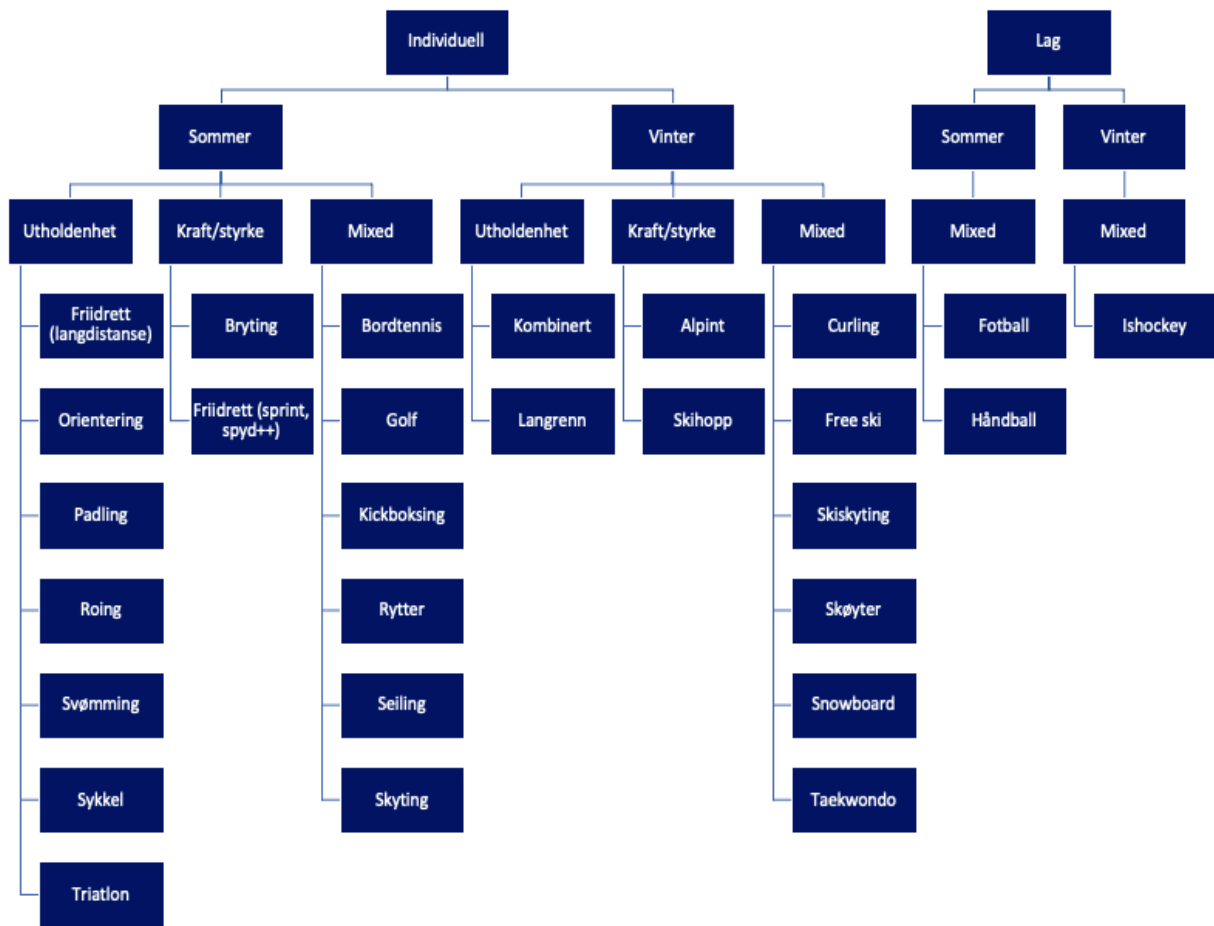 Individuell
Lag
Sommer
Vinter
Sommer
Vinter
Utholdenhet
Kraft/styrke
Mixed
Utholdenhet
Kraft/styrke
Mixed
Mixed
Mixed
Friidrett
(langdistanse)
Bryting
Bordtennis
Kombinert
Alpint
Curling
Fotball
Ishockey
Orientering
Friidrett (sprint,
spyd++)
Golf
Langrenn
Skihopp
Free ski
Håndball
Padling
Kickboksing
Skiskyting
Roing
Rytter
Skøyter
Svømming
Seiling
Snowboard
Sykkel
Skyting
Taekwondo
Triatlon